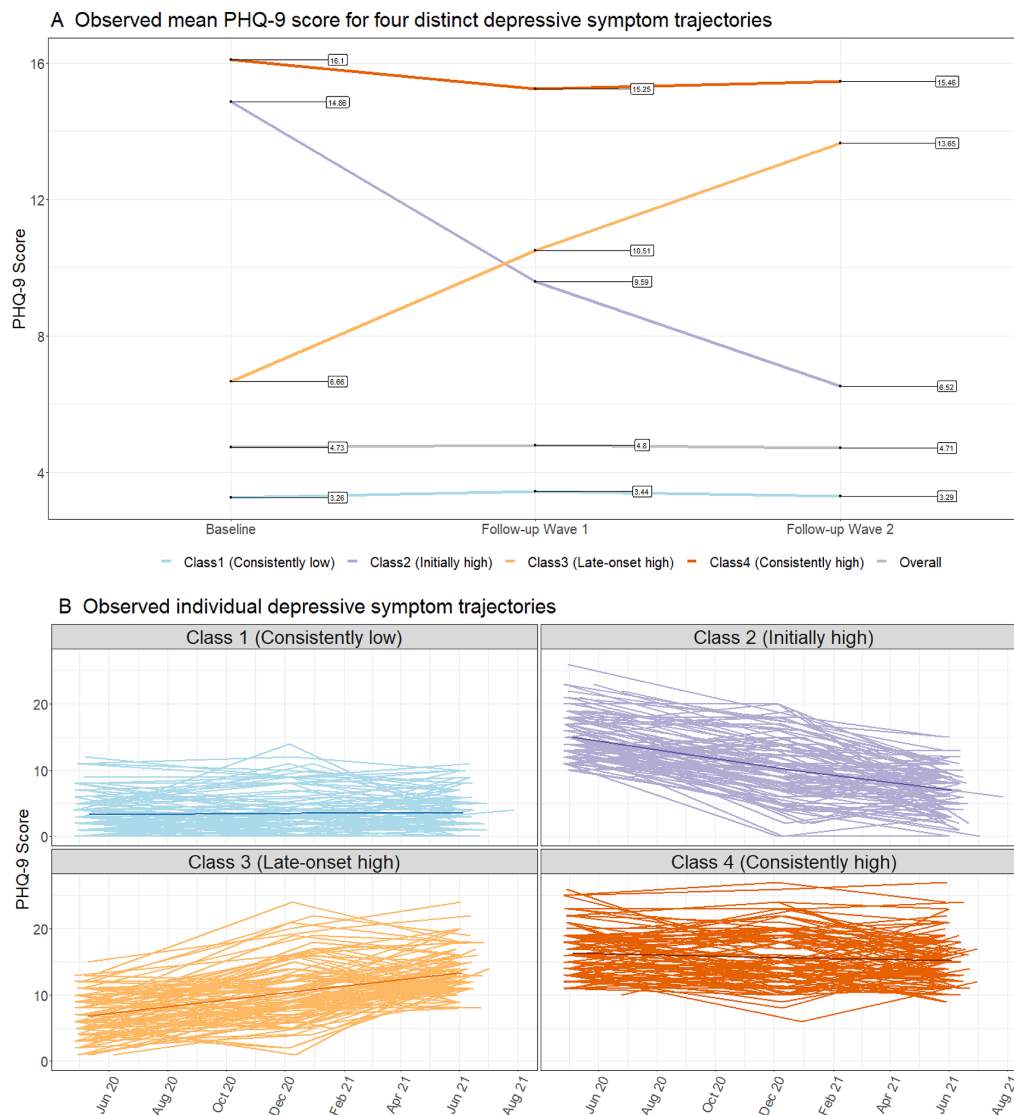 A Observed mean PHQ-9 score for four distinct depressive symptom trajectories
PHQ-9 Score
16
12
8
4
16.1
14.86
6.66
4.73
3.26
15.25
10.51
9.59
4.8
3.44
15.46
13.65
6.52
4.71
3.29
Baseline
Follow-up Wave 1
Follow-up Wave 2
Class1 (Consistently low) Class2 (Initially high) Class3 (Late-onset high) Class4 (Consistently high) Overall
B Observed individual depressive symptom trajectories
PHQ-9 Score
Class 1 (Consistently low)
Class 2 (Initially high)
20
10
0
Class 3 (Late-onset high)
Class 4 (Consistently high)
20
10
0
Jun 20
Aug 20
Oct 20
Dec 20
Feb 21
Apr 21
Jun 21
Aug 21
Jun 20
Aug 20
Oct 20
Dec 20
Feb 21
Apr 21
Jun 21
Aug 21